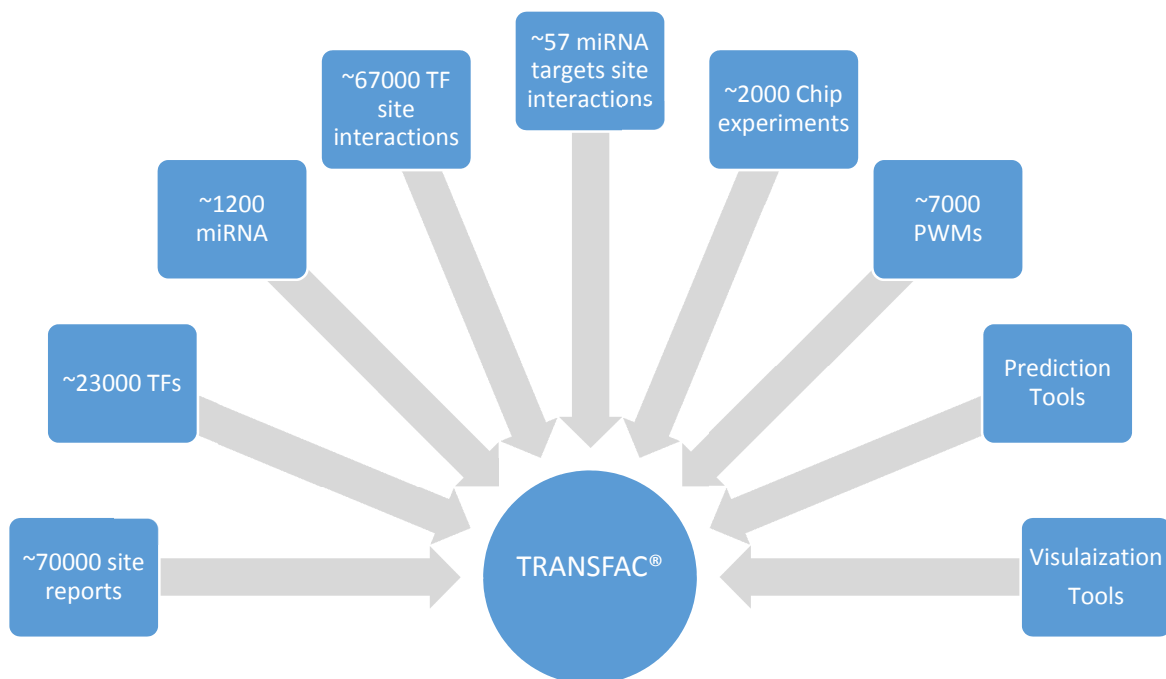 ~57 miRNA
targets site
interactions
~67000 TF
site
interactions
~2000 Chip
experiments
~1200
miRNA
~7000
PWMs
~23000 TFs
Prediction
Tools
~70000 site
reports
TRANSFAC®
Visulaization
Tools